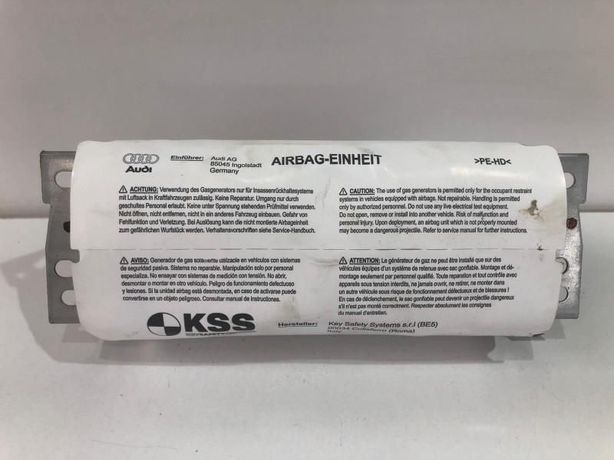 Audi
Einführer: Audi AG
85045 Ingolstadt
Germany
AIRBAG-EINHEIT
>PE-HD<
ACHTUNG: Verwendung des Gasgenerators nur für Insassenrückhaltesysteme
mit Luftsack in Kraftfahrzeugen zulässig. Keine Reparatur. Umgang nur durch
geschultes Personal erlaubt. Keine unter Spannung stehenden Prüfmittel verwenden.
Nicht öffnen, nicht entfernen, nicht in ein anderes Fahrzeug einbauen. Gefahr von
Fehlfunktion und Verletzung. Bei Auslösung kann die nicht montierte Airbageinheit
zum gefährlichen Wurfstück werden. Verhaltensvorschriften siehe Service-Handbuch.
CAUTION: The use of gas generators is permitted only for the occupant restraint
systems in vehicles equipped with airbags. Not repairable. Handling is permitted
only by authorized personnel. Do not use any live electrical test equipment.
Do not open, remove or install into another vehicle. Risk of malfunction and
personal injury. Upon deployment, an airbag unit which is not properly mounted
may become a dangerous projectile. Refer to service manual for further instructions.
AVISO: Generador de gas solamente utilizable en vehículos con sistemas
de seguridad pasiva. Sistema no reparable. Manipulación solo por personal
especialista. No ensayar con sistemas de medición con tensión. No abrir,
desmontar o montar en otro vehículo. Peligro de funcionamiento defectuoso
y lesiones. Si la unidad airbag está desmontada, en caso de activarse puede
convertirse en un objeto peligroso. Consultar manual de instrucciones.
ATTENTION: Le générateur de gaz ne peut être installé que sur des
véhicules équipés d'un système de retenue avec sac gonflable. Montage et dé-
montage seulement par personnel qualifié. Toute réparation et tout contrôle avec
appareils sous tension interdits, ne jamais ouvrir, ne retirer, ne monter dans
un autre véhicule sous risque de fonctionnement défectueux et de blessures !
En cas de déclenchement, le sac gonflable peut devenir un projectile dangereux
s'il n'est pas monté correctement. Respecter absolument les consignes
du manuel d'entretien.
KSS
Hersteller: Key Safety Systems s.r.l (BE5)
00034 Colleferro (Roma)